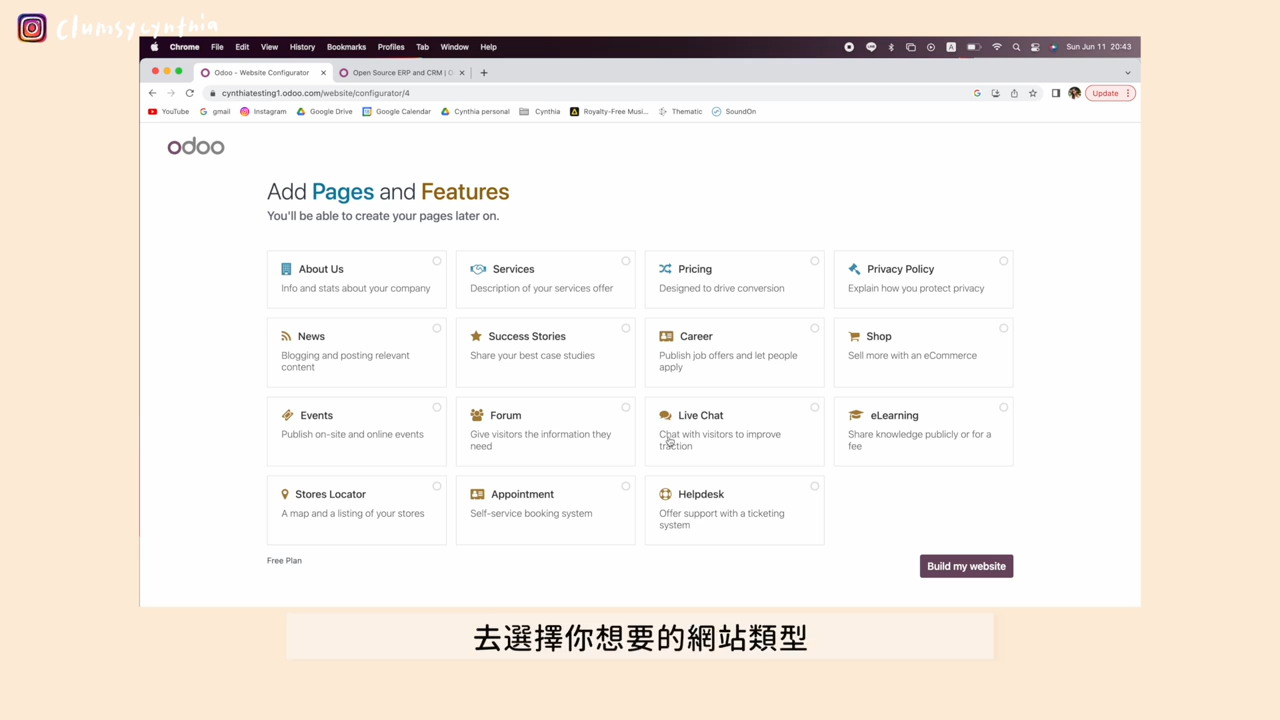 Clumsycynthia
Chrome File Edit View History Bookmarks Profiles Tab Window Help
Sun Jun 11 20:43
Odoo - Website Configurator
Open Source ERP and CRM | O
cynthiatesting1.odoo.com/website/configurator/4
Update
YouTube gmail Instagram Google Drive Google Calendar Cynthia personal Cynthia Royalty-Free Musi... Thematic SoundOn
odoo
Add Pages and Features
You'll be able to create your pages later on.
About Us
Info and stats about your company
Services
Description of your services offer
Pricing
Designed to drive conversion
Privacy Policy
Explain how you protect privacy
News
Blogging and posting relevant
content
Success Stories
Share your best case studies
Career
Publish job offers and let people
apply
Shop
Sell more with an eCommerce
Events
Publish on-site and online events
Forum
Give visitors the information they
need
Live Chat
Chat with visitors to improve
traction
eLearning
Share knowledge publicly or for a
fee
Stores Locator
A map and a listing of your stores
Appointment
Self-service booking system
Helpdesk
Offer support with a ticketing
system
Free Plan
Build my website
去選擇你想要的網站類型